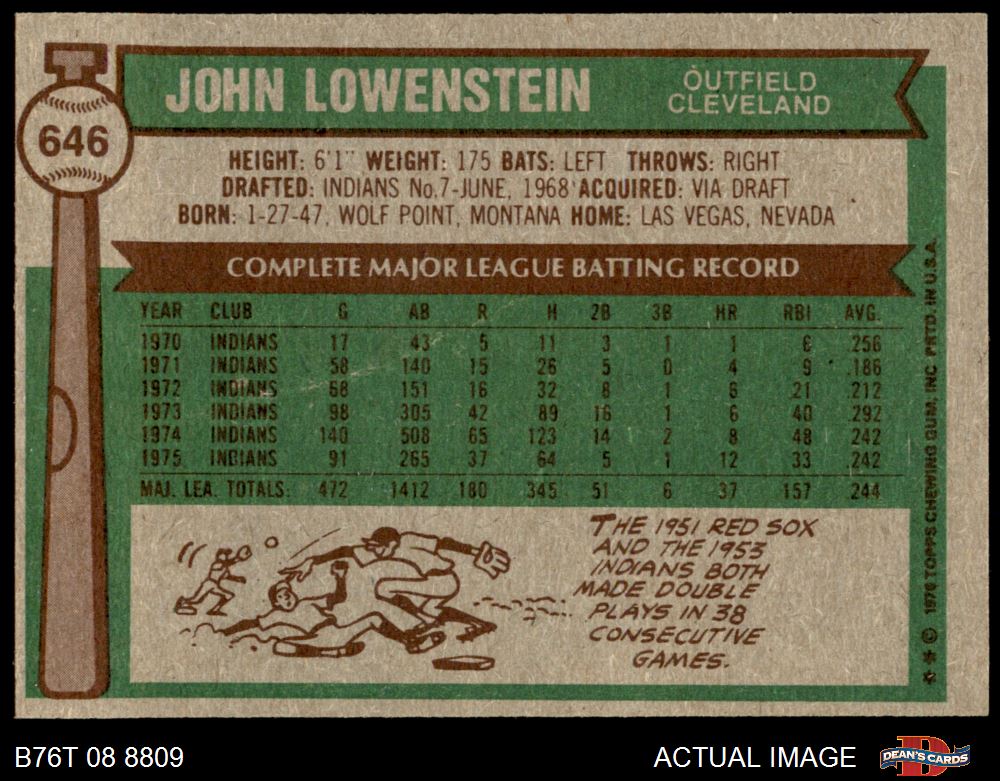 646
JOHN LOWENSTEIN
OUTFIELD
CLEVELAND
HEIGHT: 6'1" WEIGHT: 175 BATS: LEFT THROWS: RIGHT
DRAFTED: INDIANS No.7-JUNE, 1968 ACQUIRED: VIA DRAFT
BORN: 1-27-47, WOLF POINT, MONTANA HOME: LAS VEGAS, NEVADA
COMPLETE MAJOR LEAGUE BATTING RECORD
YEAR CLUB G AB R H 2B 3B HR RBI AVG.
1970 INDIANS 17 43 5 11 3 1 1 6 .256
1971 INDIANS 58 140 15 26 5 0 4 9 .186
1972 INDIANS 68 151 16 32 8 1 6 21 .212
1973 INDIANS 98 305 42 89 16 1 6 40 .292
1974 INDIANS 140 508 65 123 14 2 8 48 .242
1975 INDIANS 91 265 37 64 5 1 12 33 .242
MAJ. LEA. TOTALS: 472 1412 180 345 51 6 37 157 .244
THE 1951 RED SOX
AND THE 1953
INDIANS BOTH
MADE DOUBLE
PLAYS IN 38
CONSECUTIVE
GAMES.
✻ ✻ © 1976 TOPPS CHEWING GUM, INC PRTD. IN U.S.A.
B76T 08 8809
ACTUAL IMAGE
D
DEAN'S CARDS